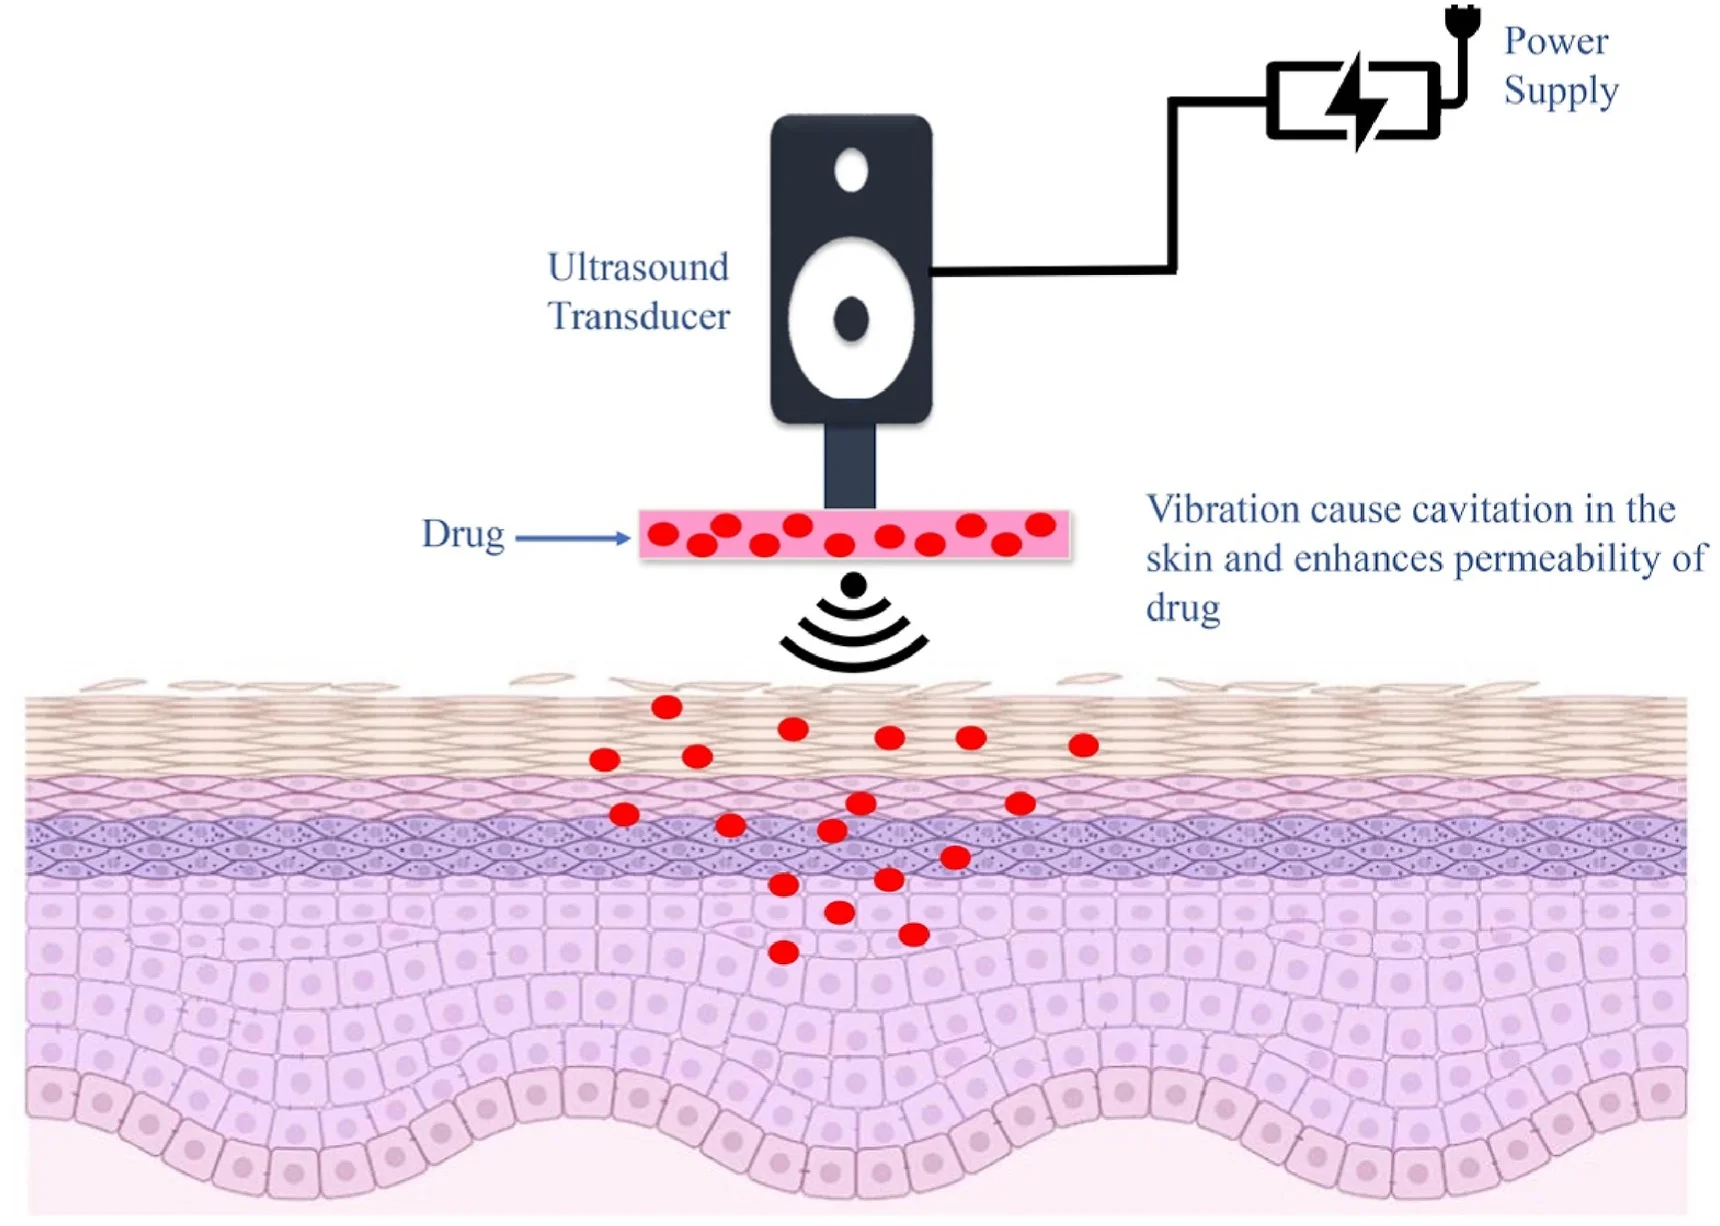 Power
Supply
Ultrasound
Transducer
Drug
Vibration cause cavitation in the
skin and enhances permeability of
drug